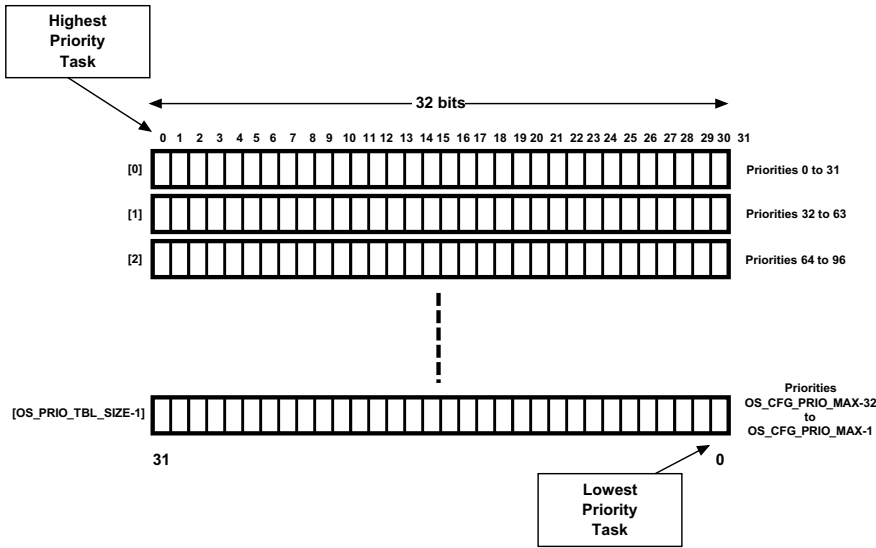 Highest
Priority
Task
32 bits
0 1 2 3 4 5 6 7 8 9 10 11 12 13 14 15 16 17 18 19 20 21 22 23 24 25 26 27 28 29 30 31
[0]
Priorities 0 to 31
[1]
Priorities 32 to 63
[2]
Priorities 64 to 96
[OS_PRIO_TBL_SIZE-1]
Priorities
OS_CFG_PRIO_MAX-32
to
OS_CFG_PRIO_MAX-1
31 0
Lowest
Priority
Task